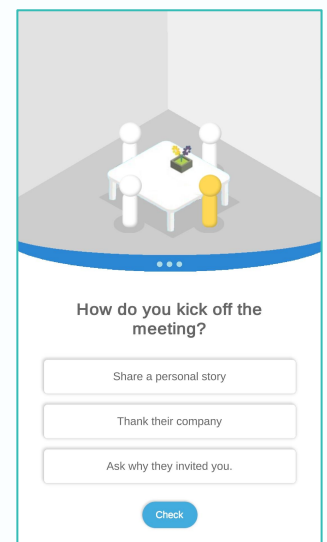 How do you kick off the
meeting?
Share a personal story
Thank their company
Ask why they invited you.
Check